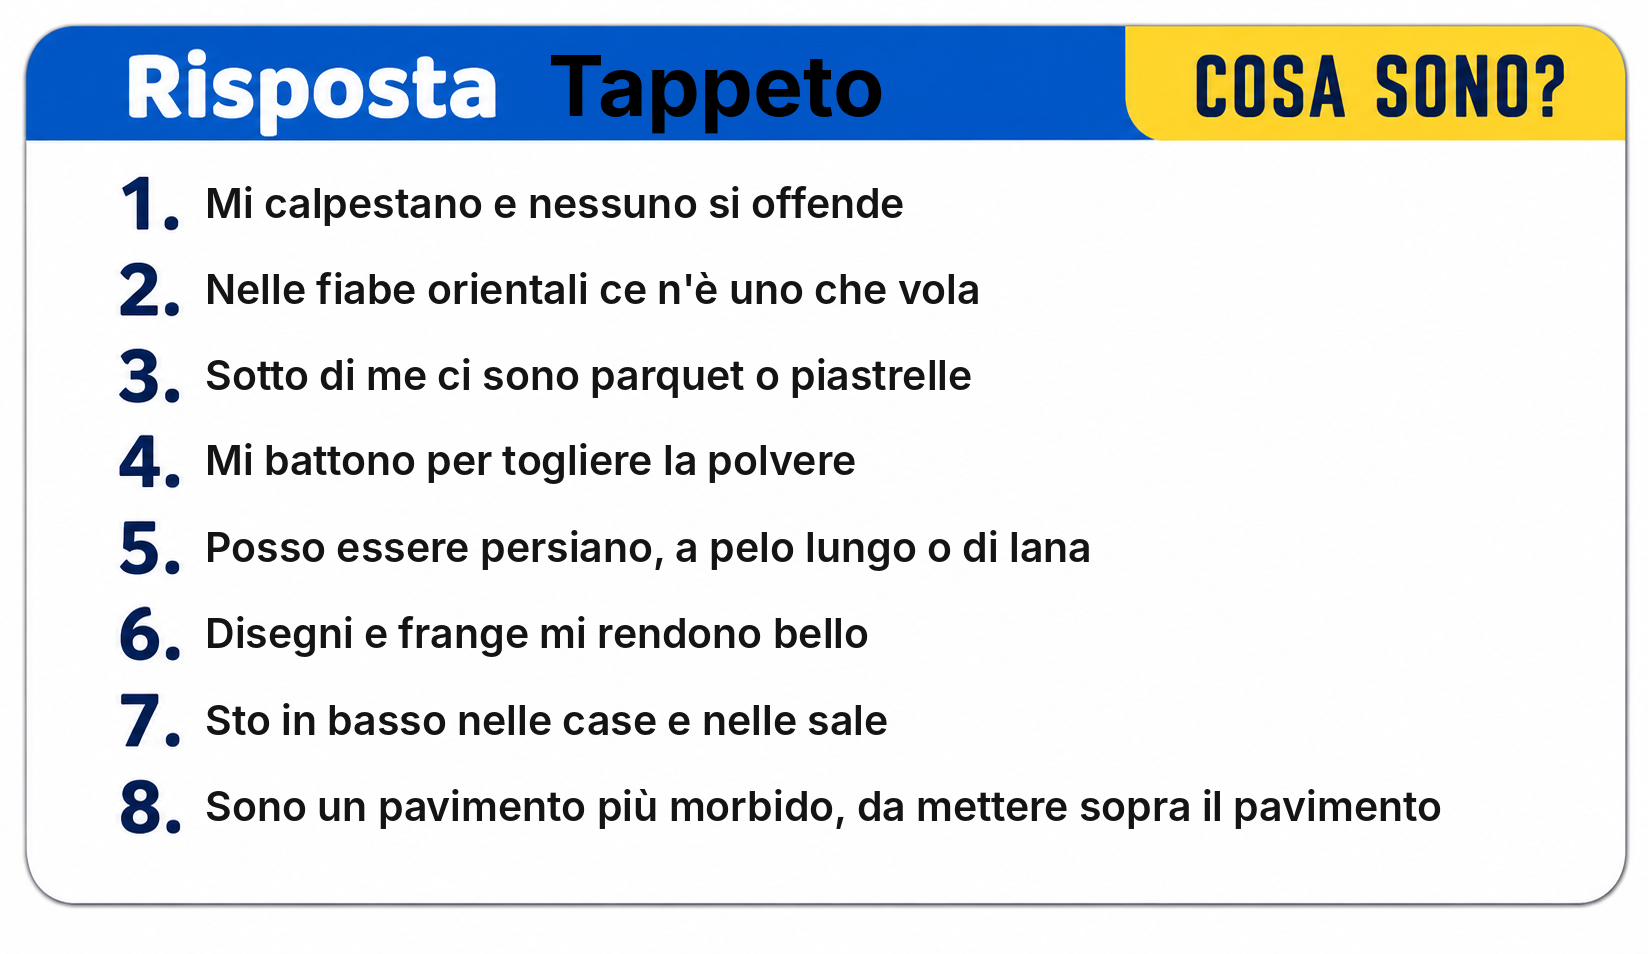 Risposta Tappeto
COSA SONO?
1. Mi calpestano e nessuno si offende
2. Nelle fiabe orientali ce n'è uno che vola
3. Sotto di me ci sono parquet o piastrelle
4. Mi battono per togliere la polvere
5. Posso essere persiano, a pelo lungo o di lana
6. Disegni e frange mi rendono bello
7. Sto in basso nelle case e nelle sale
8. Sono un pavimento più morbido, da mettere sopra il pavimento